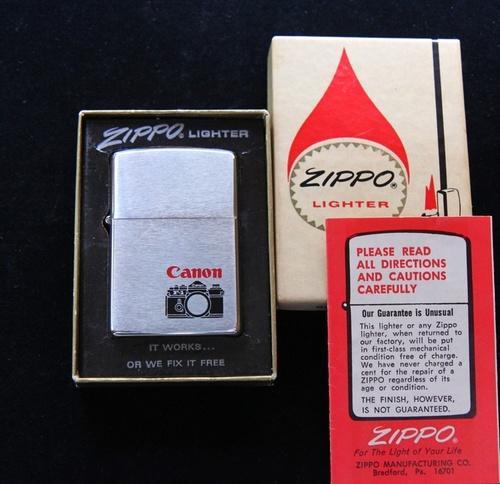 ZIPPO® LIGHTER
Canon
IT WORKS...
OR WE FIX IT FREE
ZIPPO®
LIGHTER
PLEASE READ
ALL DIRECTIONS
AND CAUTIONS
CAREFULLY
Our Guarantee is Unusual
This lighter or any Zippo
lighter, when returned to
our factory, will be put
in first-class mechanical
condition free of charge.
We have never charged a
cent for the repair of a
ZIPPO regardless of its
age or condition.
THE FINISH, HOWEVER,
IS NOT GUARANTEED.
ZIPPO®
For The Light of Your Life
ZIPPO MANUFACTURING CO.
Bradford, Pa. 16701